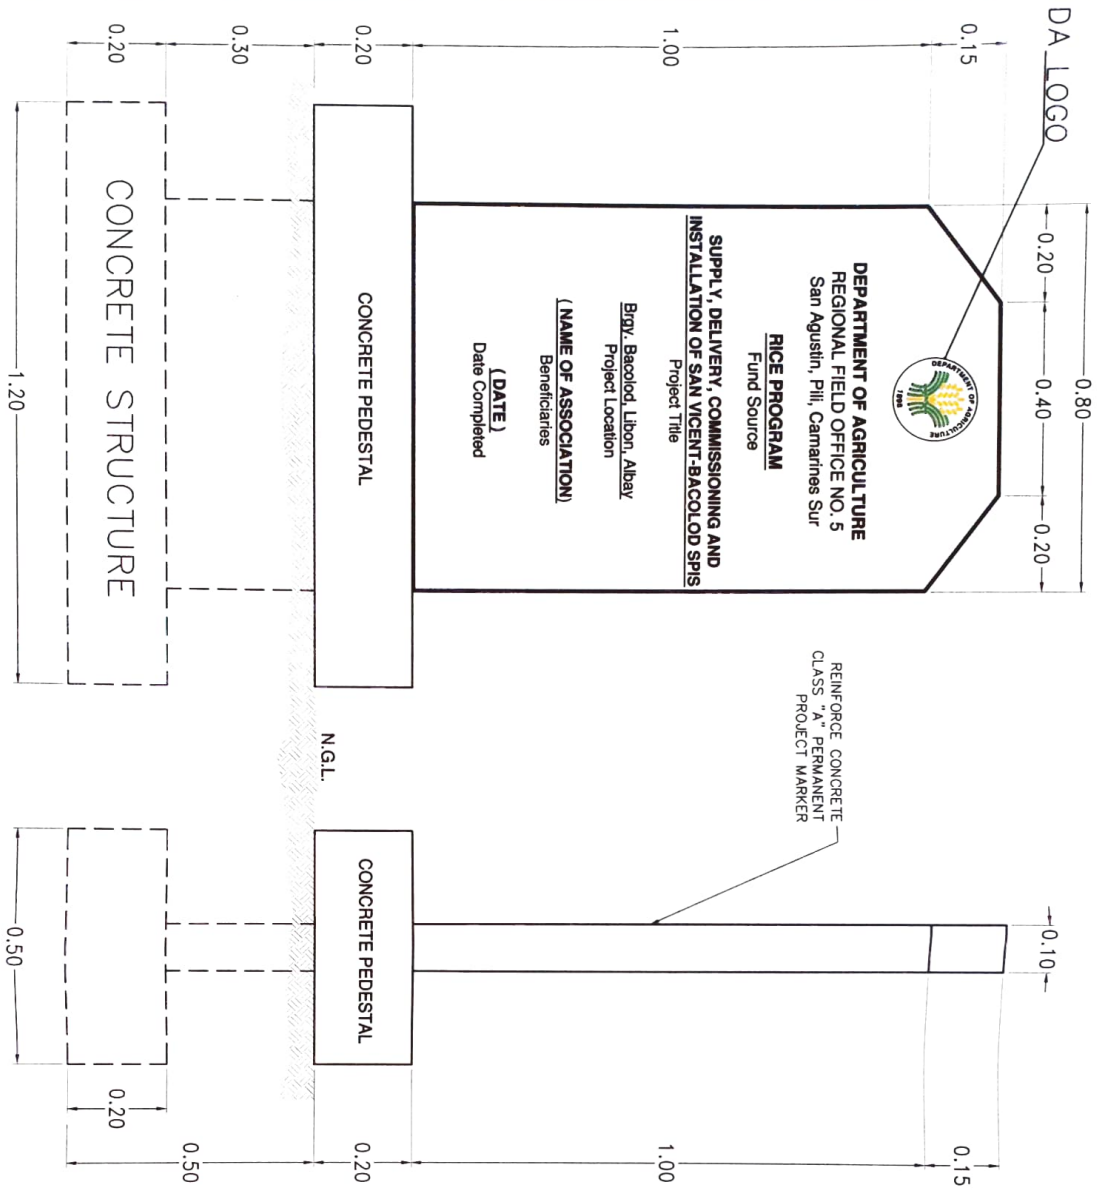 DA LOGO
0.80
0.20
0.40
0.20
0.15
1.00
0.20
0.30
0.20
DEPARTMENT OF AGRICULTURE
1898
DEPARTMENT OF AGRICULTURE
REGIONAL FIELD OFFICE NO. 5
San Agustin, Pili, Camarines Sur
RICE PROGRAM
Fund Source
SUPPLY, DELIVERY, COMMISSIONING AND
INSTALLATION OF SAN VICENT-BACOLOD SPIS
Project Title
Brgy. Bacolod, Libon, Albay
Project Location
(NAME OF ASSOCIATION)
Beneficiaries
(DATE)
Date Completed
CONCRETE PEDESTAL
CONCRETE STRUCTURE
1.20
N.G.L.
REINFORCE CONCRETE
CLASS "A" PERMANENT
PROJECT MARKER
0.10
CONCRETE PEDESTAL
0.50
0.15
1.00
0.20
0.50
0.20